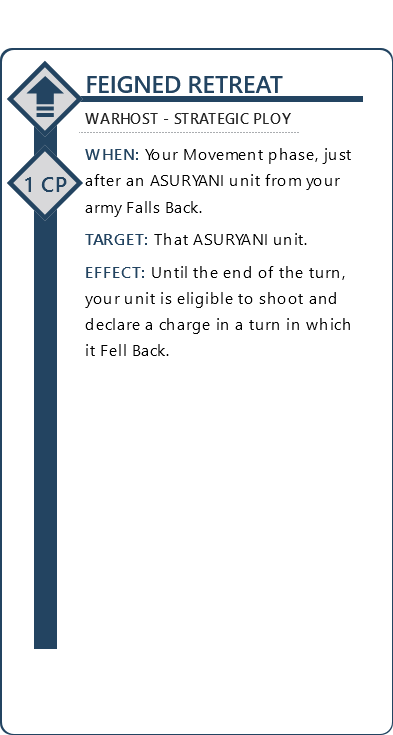 FEIGNED RETREAT
WARHOST - STRATEGIC PLOY
1 CP
WHEN: Your Movement phase, just
after an ASURYANI unit from your
army Falls Back.
TARGET: That ASURYANI unit.
EFFECT: Until the end of the turn,
your unit is eligible to shoot and
declare a charge in a turn in which
it Fell Back.